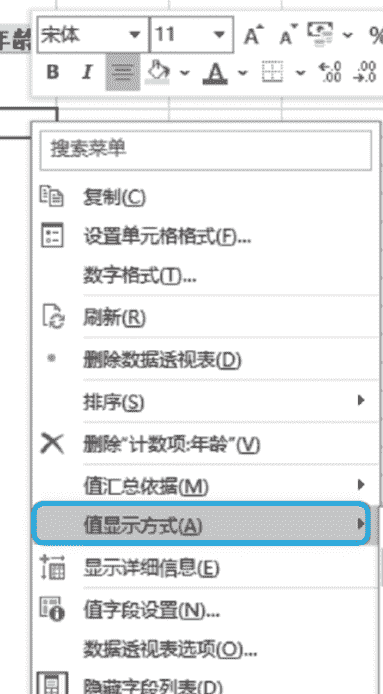 年龄
宋体 11 A A %
B I A .00 .00
搜索菜单
复制(C)
设置单元格格式(F)...
数字格式(T)...
刷新(R)
删除数据透视表(D)
排序(S)
删除“计数项:年龄”(V)
值汇总依据(M)
值显示方式(A)
显示详细信息(E)
值字段设置(N)...
数据透视表选项(O)...
隐藏字段列表(D)